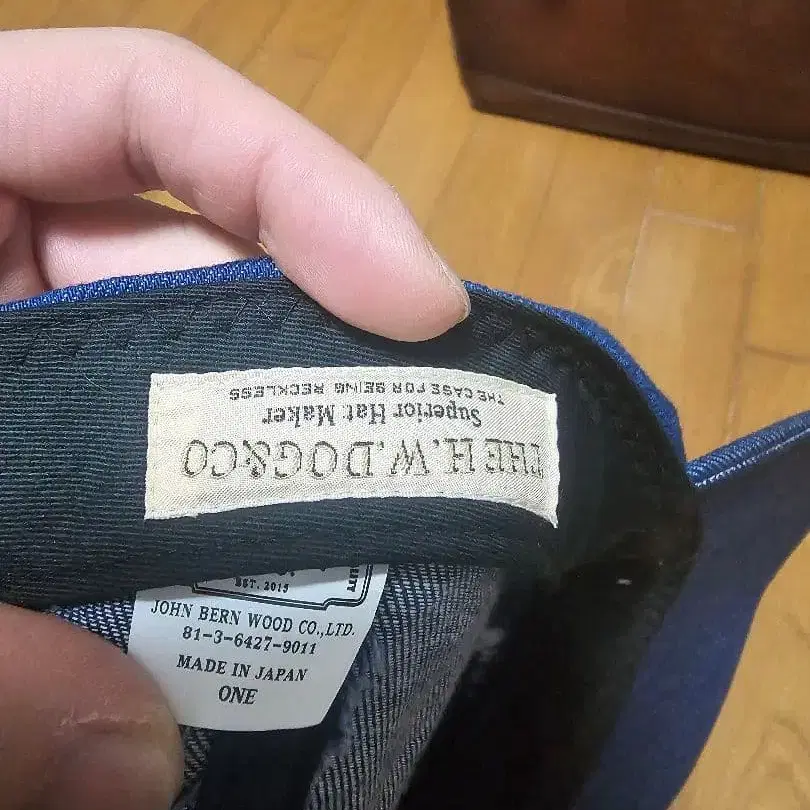 THE H.W.DOG&CO
Superior Hat Maker
THE CASE FOR BEING RECKLESS
EST. 2015
JOHN BERN WOOD CO.,LTD.
81-3-6427-9011
MADE IN JAPAN
ONE